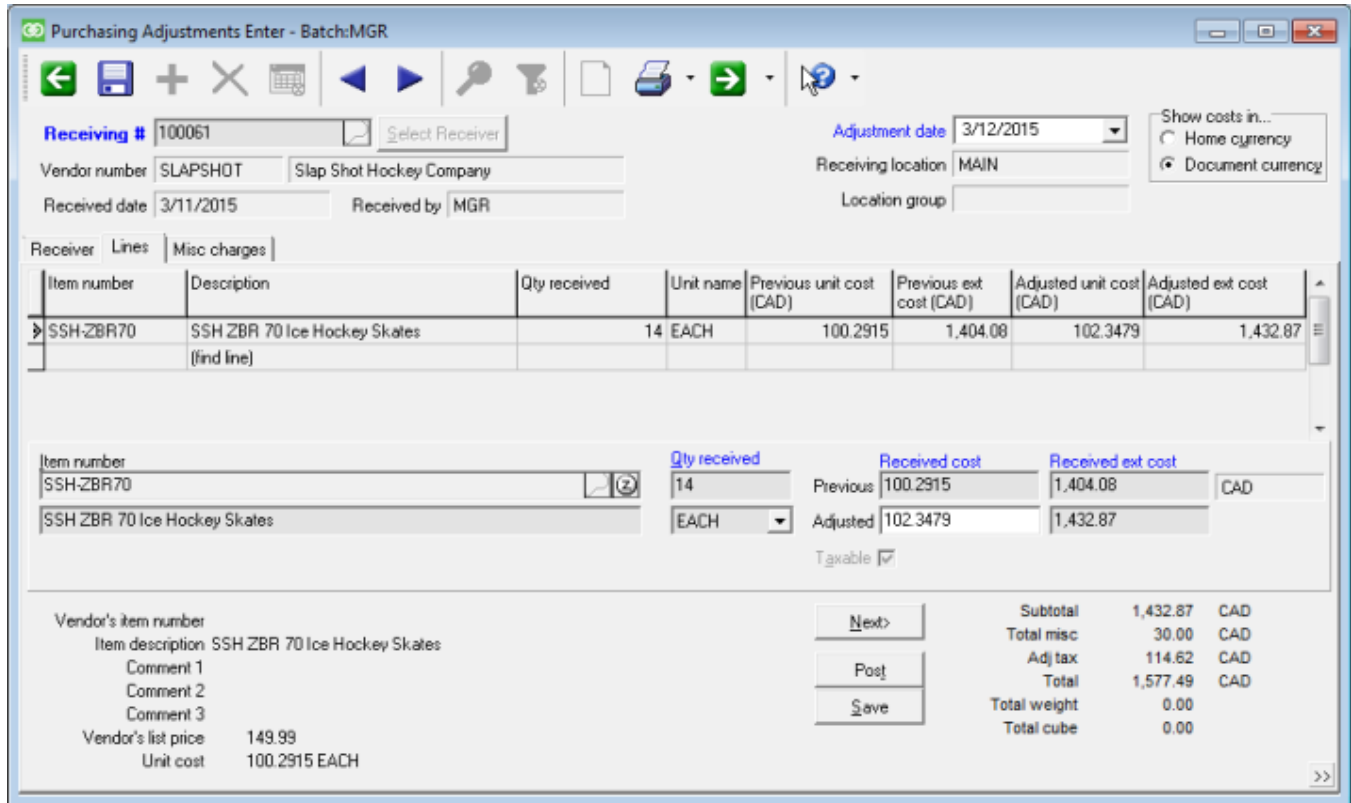 Purchasing Adjustments Enter - Batch:MGR
Receiving # 100061 Select Receiver Adjustment date 3/12/2015 Show costs in...
Home currency
Vendor number SLAPSHOT Slap Shot Hockey Company Receiving location MAIN Document currency
Received date 3/11/2015 Received by MGR Location group
Receiver Lines Misc charges
Item number Description Qty received Unit name Previous unit cost (CAD) Previous ext cost (CAD) Adjusted unit cost (CAD) Adjusted ext cost (CAD)
SSH-ZBR70 SSH ZBR 70 Ice Hockey Skates 14 EACH 100.2915 1,404.08 102.3479 1,432.87
(find line)
Item number Qty received Received cost Received ext cost
SSH-ZBR70 14 Previous 100.2915 1,404.08 CAD
SSH ZBR 70 Ice Hockey Skates EACH Adjusted 102.3479 1,432.87
Taxable
Vendor's item number Next> Subtotal 1,432.87 CAD
Item description SSH ZBR 70 Ice Hockey Skates Total misc 30.00 CAD
Comment 1 Post Adj tax 114.62 CAD
Comment 2 Total 1,577.49 CAD
Comment 3 Save Total weight 0.00
Vendor's list price 149.99 Total cube 0.00
Unit cost 100.2915 EACH
>>